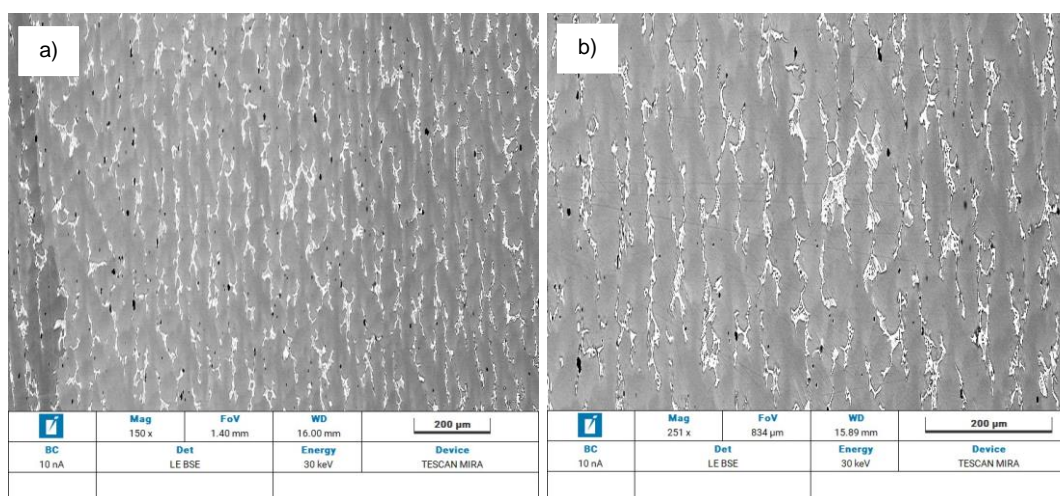 a)
Mag FoV WD 200 µm
150 x 1.40 mm 16.00 mm
BC Det Energy Device
10 nA LE BSE 30 keV TESCAN MIRA
b)
Mag FoV WD 200 µm
251 x 834 µm 15.89 mm
BC Det Energy Device
10 nA LE BSE 30 keV TESCAN MIRA